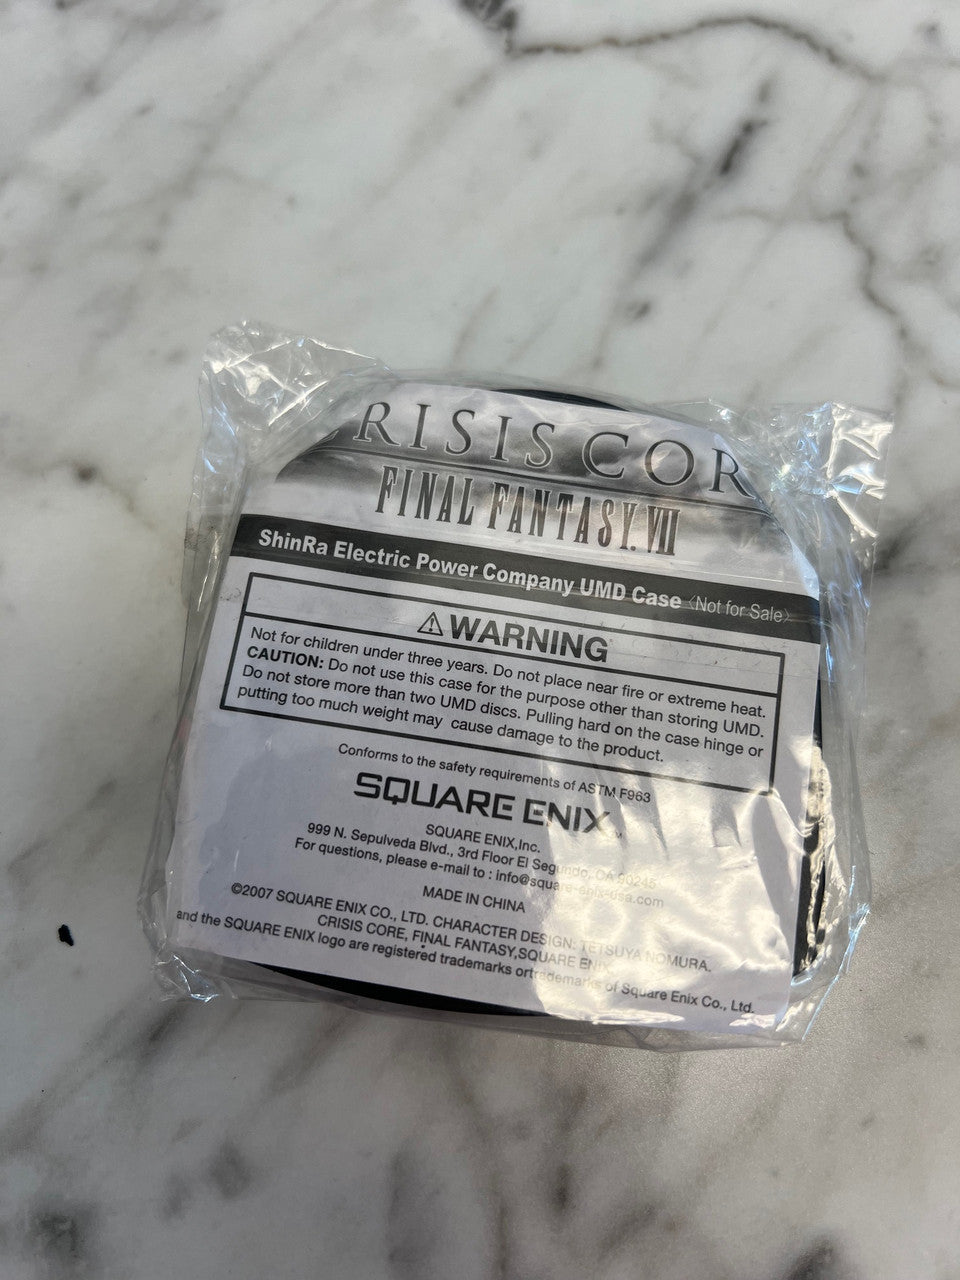 CRISIS COR
FINAL FANTASY. VII
ShinRa Electric Power Company UMD Case〈Not for Sale〉
⚠WARNING
Not for children under three years. Do not place near fire or extreme heat.
CAUTION: Do not use this case for the purpose other than storing UMD.
Do not store more than two UMD discs. Pulling hard on the case hinge or
putting too much weight may cause damage to the product.
Conforms to the safety requirements of ASTM F963
SQUARE ENIX™
SQUARE ENIX,Inc.
999 N. Sepulveda Blvd., 3rd Floor El Segundo, CA 90245
For questions, please e-mail to : info@square-enix-usa.com
MADE IN CHINA
©2007 SQUARE ENIX CO., LTD. CHARACTER DESIGN: TETSUYA NOMURA.
CRISIS CORE, FINAL FANTASY,SQUARE ENIX
and the SQUARE ENIX logo are registered trademarks ortrademarks of Square Enix Co., Ltd.